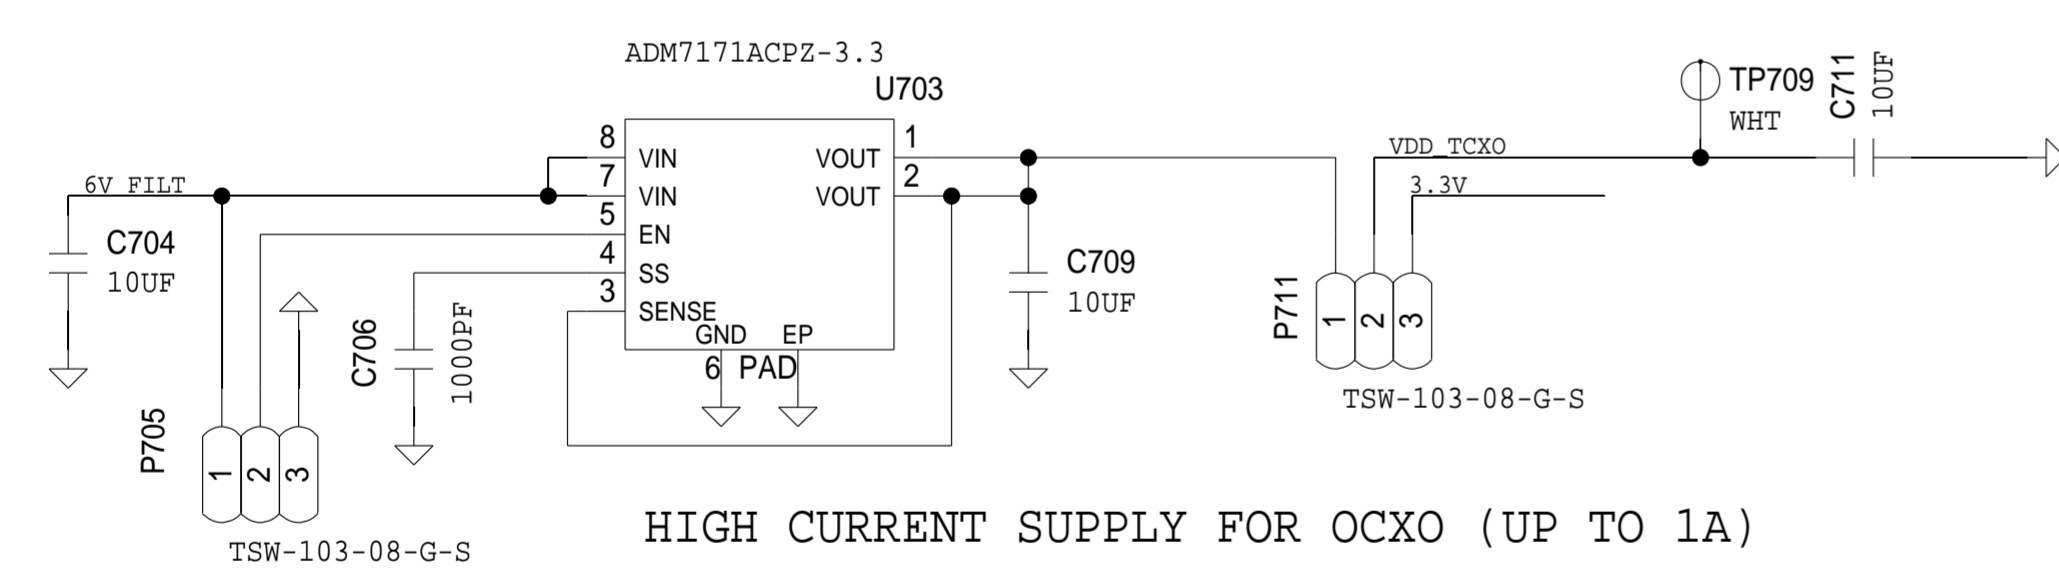 ADM7171ACPZ-3.3
U703
8
VIN
VOUT
1
7
VIN
VOUT
2
5
EN
4
SS
3
SENSE
GND
EP
6
PAD
6V_FILT
C704
10UF
C706
1000PF
P705
1
2
3
TSW-103-08-G-S
C709
10UF
P711
1
2
3
TSW-103-08-G-S
VDD_TCXO
3.3V
TP709
WHT
C711
10UF
HIGH CURRENT SUPPLY FOR OCXO (UP TO 1A)